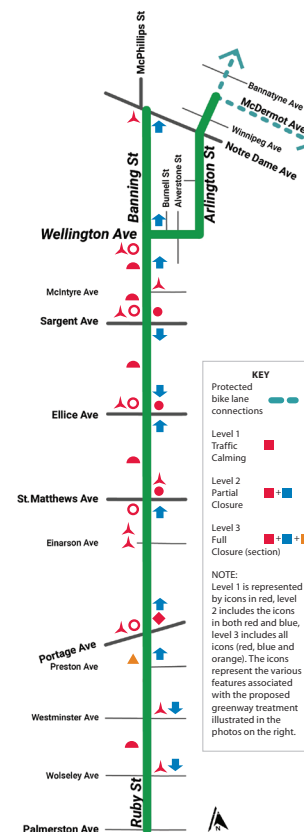 McPhillips St
Bannatyne Ave
McDermot Ave
Winnipeg Ave
Notre Dame Ave
Banning St
Burnell St
Alverstone St
Arlington St
Wellington Ave
McIntyre Ave
Sargent Ave
Ellice Ave
St.Matthews Ave
Einarson Ave
Portage Ave
Preston Ave
Westminster Ave
Wolseley Ave
Ruby St
Palmerston Ave
N
KEY
Protected
bike lane
connections
Level 1
Traffic
Calming
Level 2
Partial
Closure
+
Level 3
Full
Closure (section)
+ +
NOTE:
Level 1 is represented
by icons in red, level
2 includes the icons
in both red and blue,
level 3 includes all
icons (red, blue and
orange). The icons
represent the various
features associated
with the proposed
greenway treatment
illustrated in the
photos on the right.